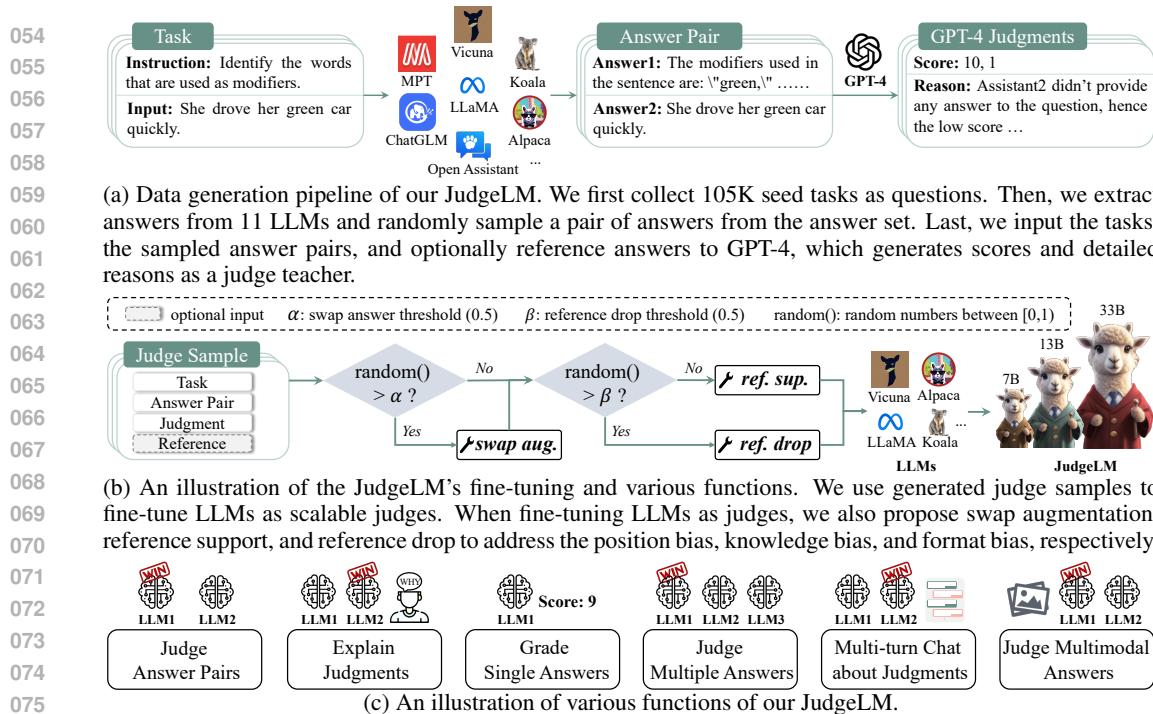 054
055
056
057
058
059
060
061
062
063
064
065
066
067
068
069
070
071
072
073
074
075
Task
Instruction: Identify the words
that are used as modifiers.
Input: She drove her green car
quickly.
Vicuna
MPT
Koala
LLaMA
ChatGLM
Alpaca
Open Assistant
...
Answer Pair
Answer1: The modifiers used in
the sentence are: \"green,\" ……
Answer2: She drove her green car
quickly.
GPT-4
GPT-4 Judgments
Score: 10, 1
Reason: Assistant2 didn't provide
any answer to the question, hence
the low score …
(a) Data generation pipeline of our JudgeLM. We first collect 105K seed tasks as questions. Then, we extract
answers from 11 LLMs and randomly sample a pair of answers from the answer set. Last, we input the tasks
the sampled answer pairs, and optionally reference answers to GPT-4, which generates scores and detailed
reasons as a judge teacher.
optional input α: swap answer threshold (0.5) β: reference drop threshold (0.5) random(): random numbers between [0,1)
Judge Sample
Task
Answer Pair
Judgment
Reference
random()
> α ?
No
Yes
swap aug.
random()
> β ?
No
Yes
ref. sup.
ref. drop
Vicuna
Alpaca
LLaMA
Koala
...
LLMs
7B
13B
33B
JudgeLM
(b) An illustration of the JudgeLM's fine-tuning and various functions. We use generated judge samples to
fine-tune LLMs as scalable judges. When fine-tuning LLMs as judges, we also propose swap augmentation
reference support, and reference drop to address the position bias, knowledge bias, and format bias, respectively
WIN
LLM1 LLM2
Judge
Answer Pairs
WIN
WHY
LLM1 LLM2
Explain
Judgments
LLM1
Score: 9
Grade
Single Answers
WIN
LLM1 LLM2 LLM3
Judge
Multiple Answers
WIN
LLM1 LLM2
Multi-turn Chat
about Judgments
WIN
LLM1 LLM2
Judge Multimodal
Answers
(c) An illustration of various functions of our JudgeLM.